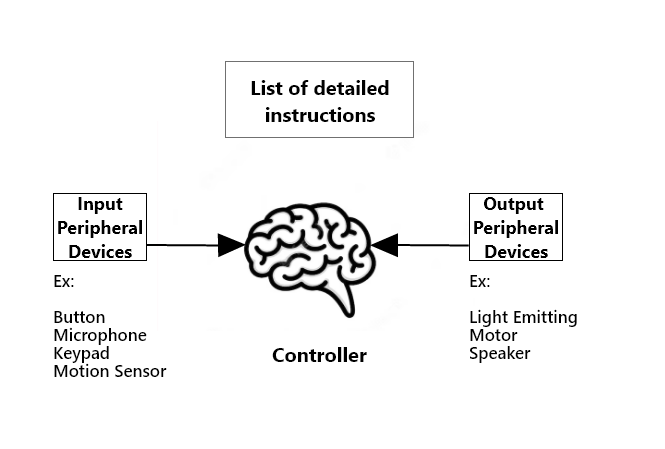 List of detailed
instructions
Input
Peripheral
Devices
Output
Peripheral
Devices
Ex:
Button
Microphone
Keypad
Motion Sensor
Ex:
Light Emitting
Motor
Speaker
Controller